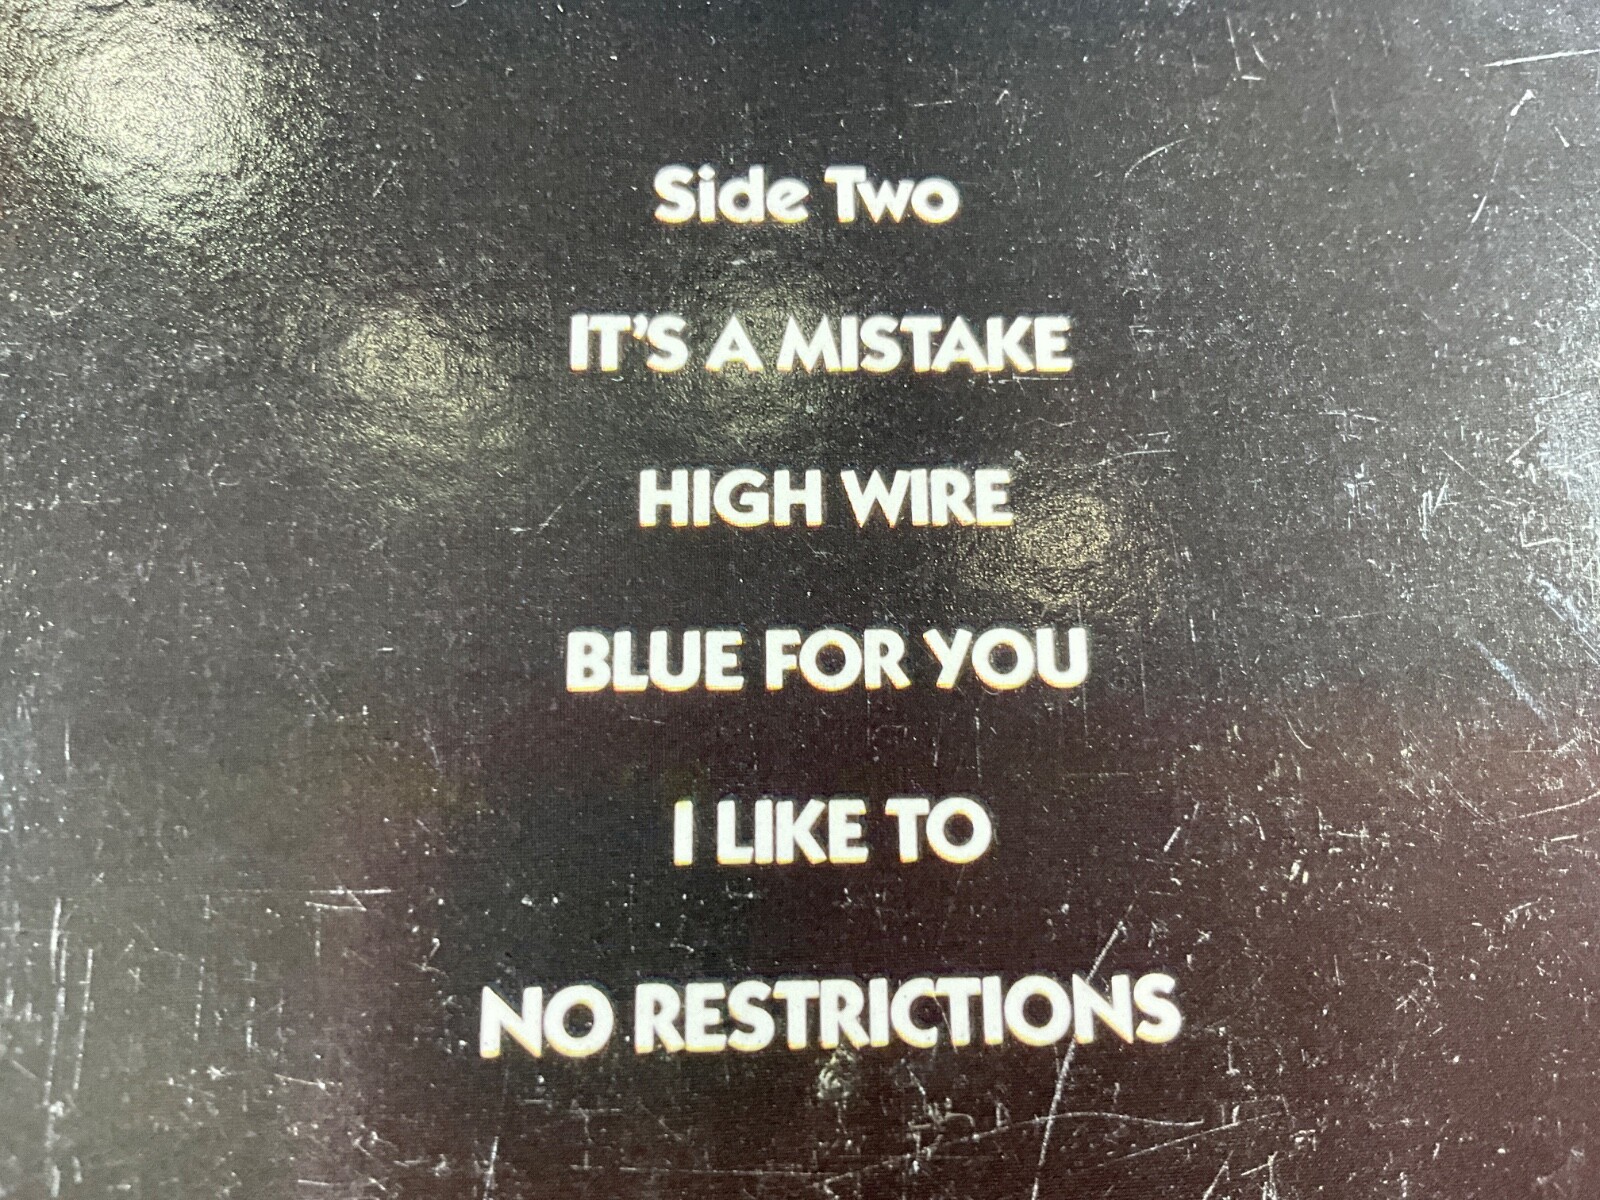 Side Two
IT'S A MISTAKE
HIGH WIRE
BLUE FOR YOU
I LIKE TO
NO RESTRICTIONS